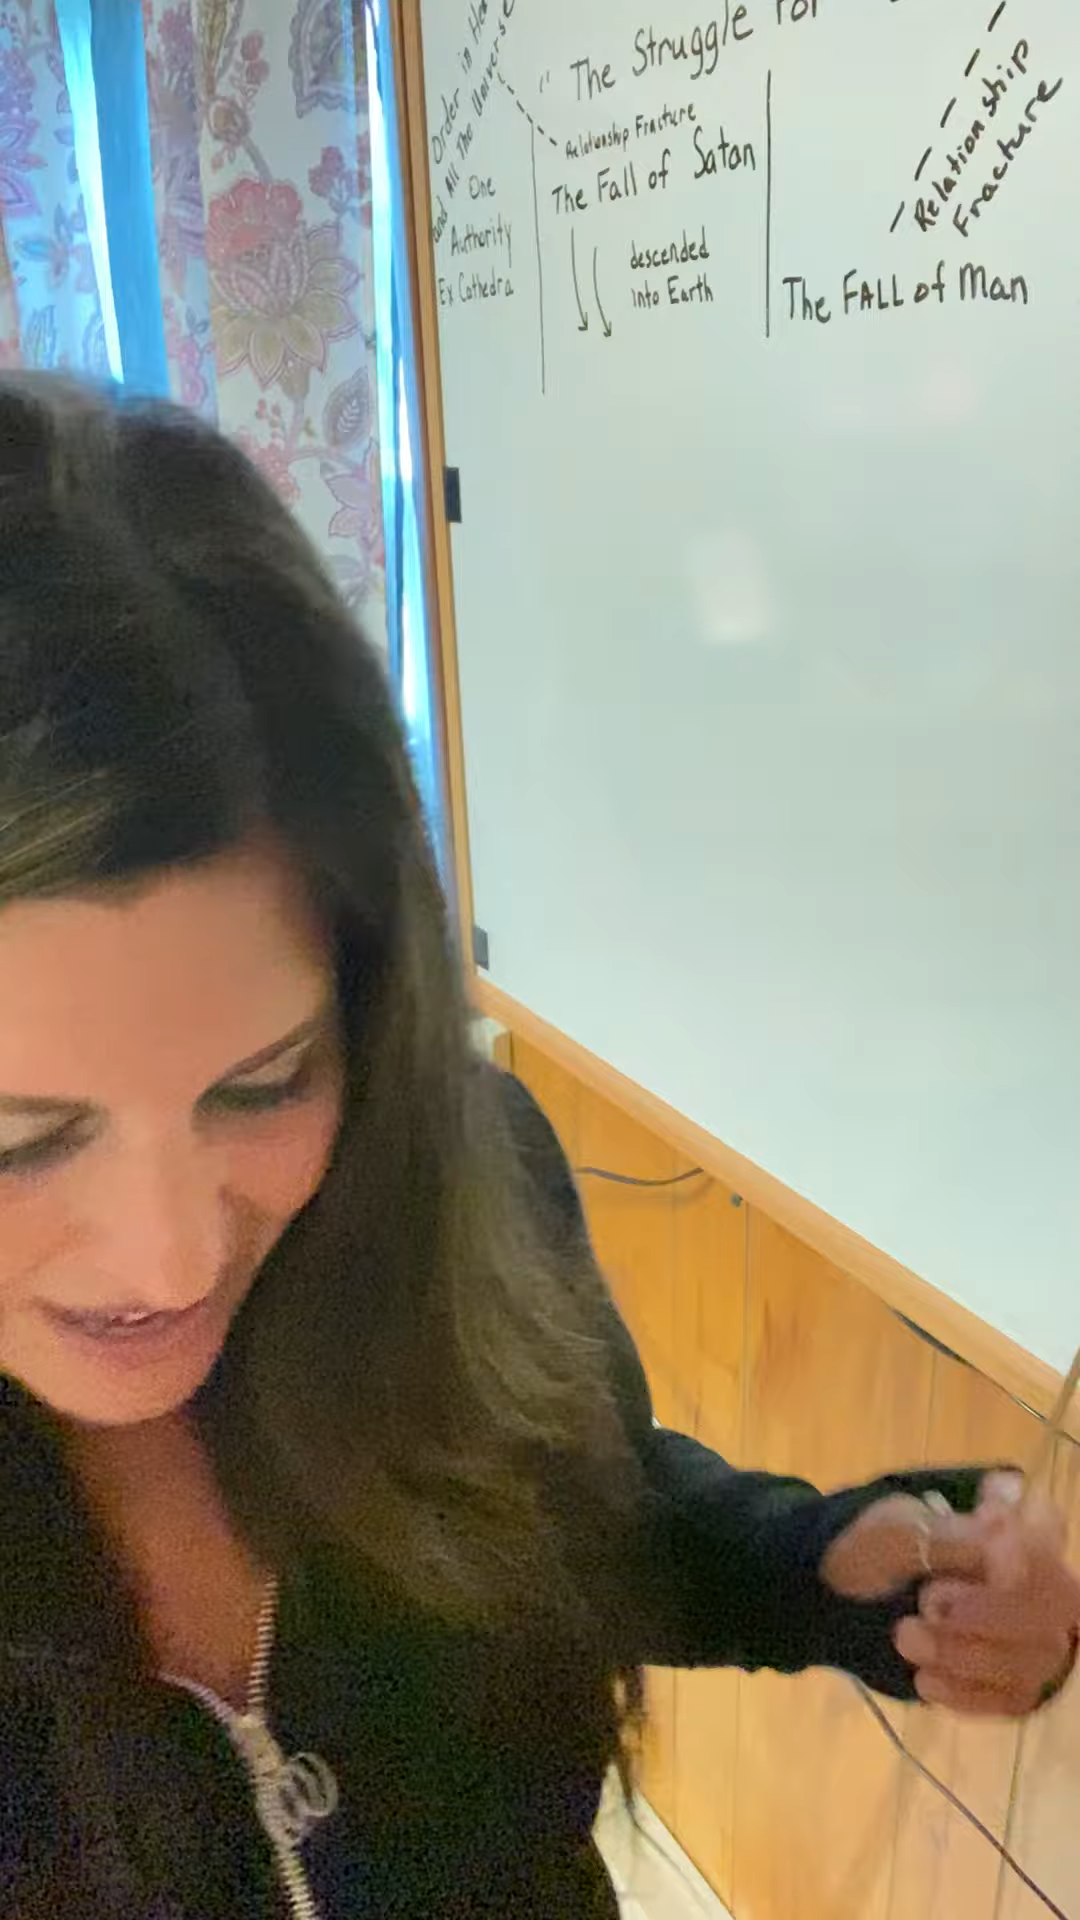 "The Struggle For
Order in
and All The Universe
One
Authority
Ex Cathedra
Relationship Fracture
The Fall of Satan
descended
into Earth
Relationship
Fracture
The FALL of Man